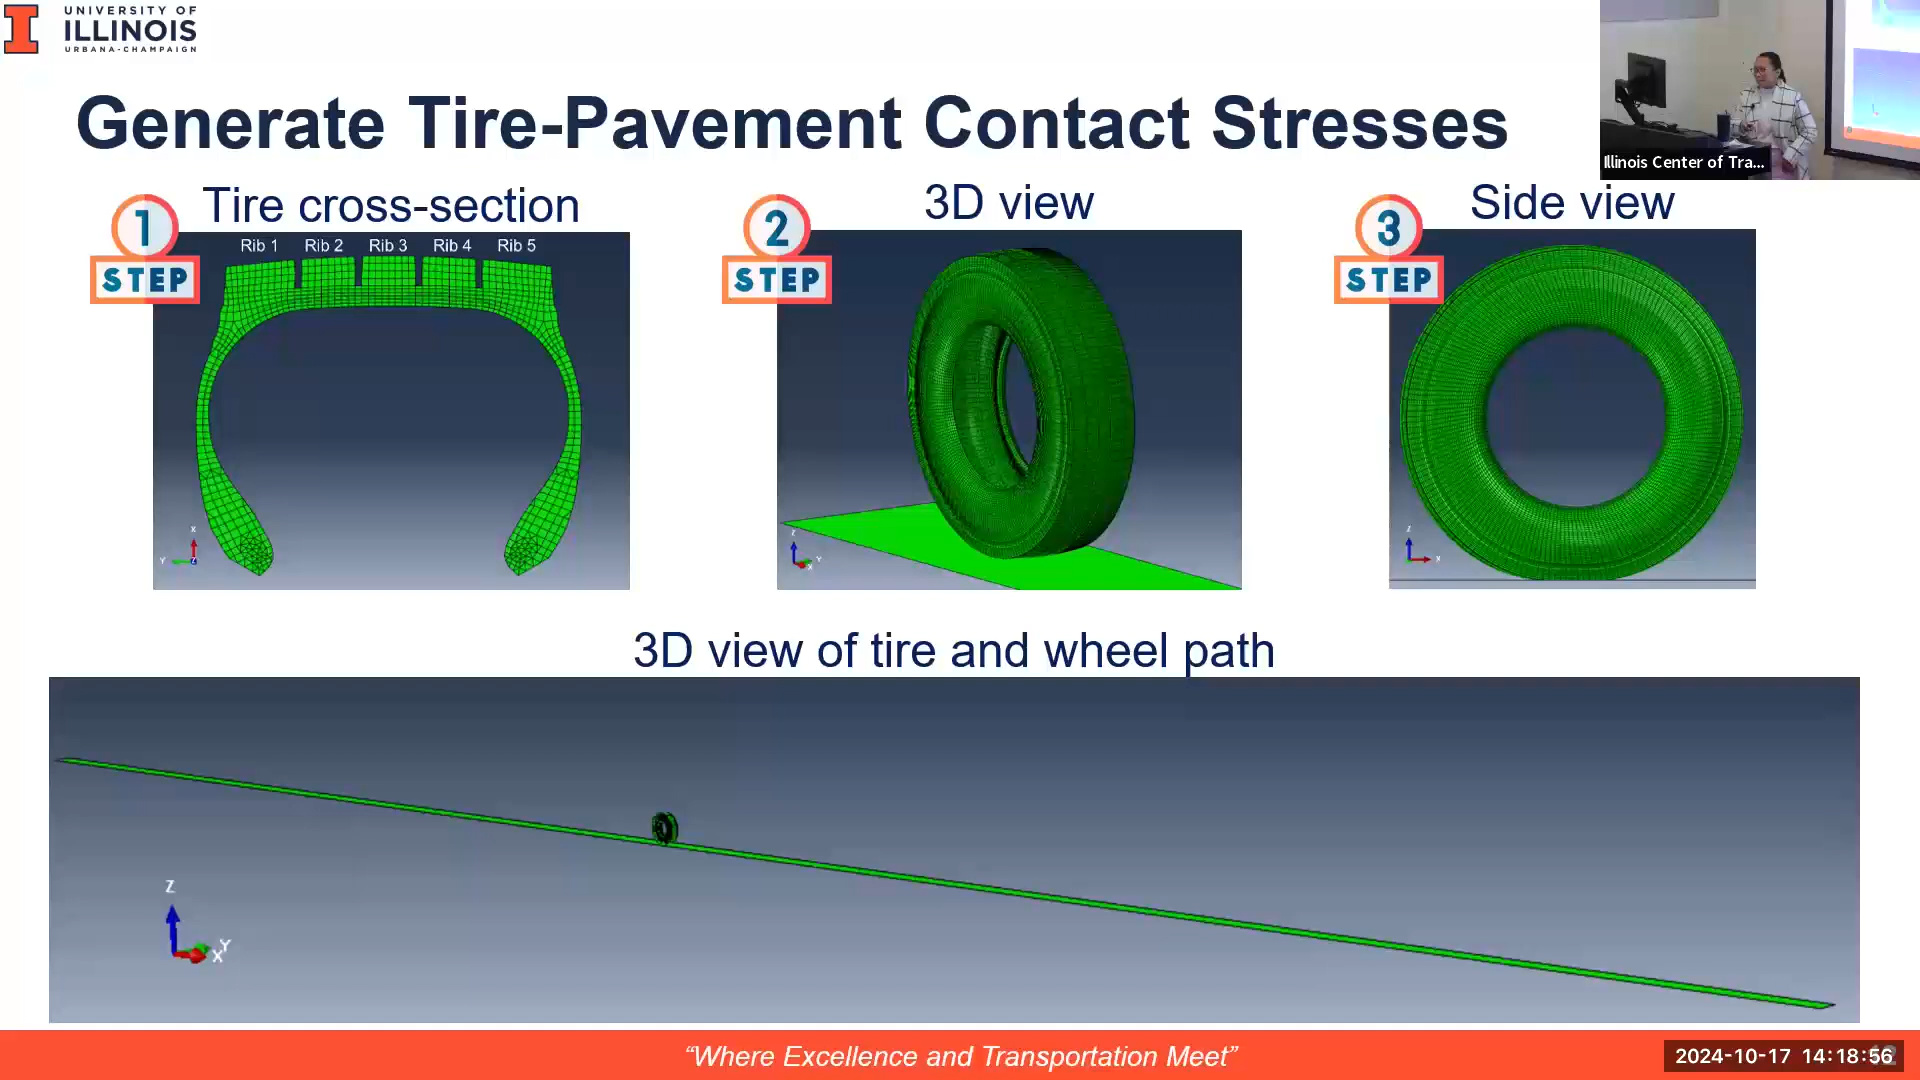 UNIVERSITY OF
ILLINOIS
URBANA-CHAMPAIGN
Illinois Center of Tra...
Generate Tire-Pavement Contact Stresses
1
STEP
Tire cross-section
Rib 1 Rib 2 Rib 3 Rib 4 Rib 5
X
Y
Z
2
STEP
3D view
Z
Y
X
3
STEP
Side view
Z
X
3D view of tire and wheel path
Z
Y
X
“Where Excellence and Transportation Meet”
2024-10-17 14:18:56